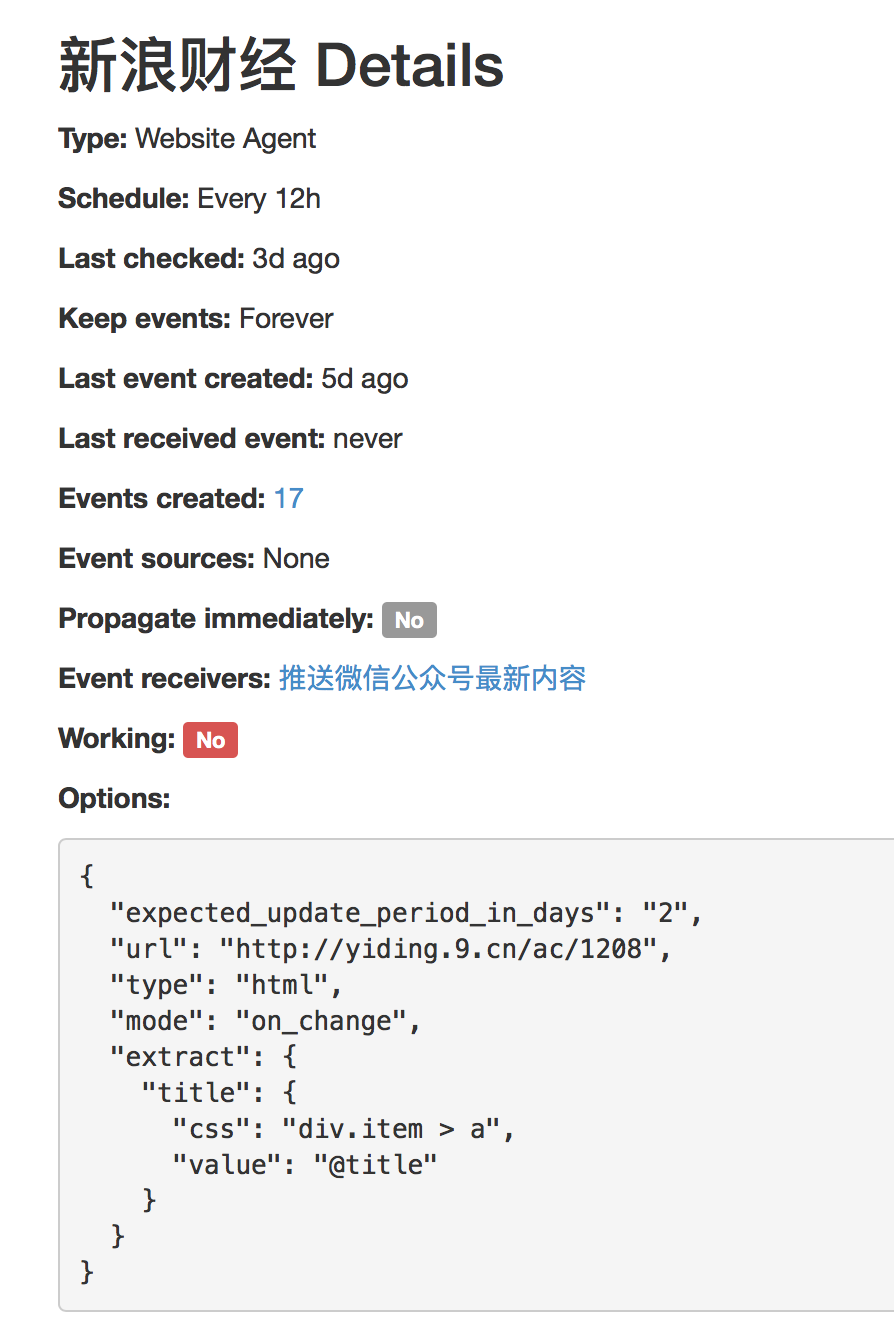 新浪财经 Details
Type: Website Agent
Schedule: Every 12h
Last checked: 3d ago
Keep events: Forever
Last event created: 5d ago
Last received event: never
Events created: 17
Event sources: None
Propagate immediately: No
Event receivers: 推送微信公众号最新内容
Working: No
Options:
{
  "expected_update_period_in_days": "2",
  "url": "http://yiding.9.cn/ac/1208",
  "type": "html",
  "mode": "on_change",
  "extract": {
    "title": {
      "css": "div.item > a",
      "value": "@title"
    }
  }
}